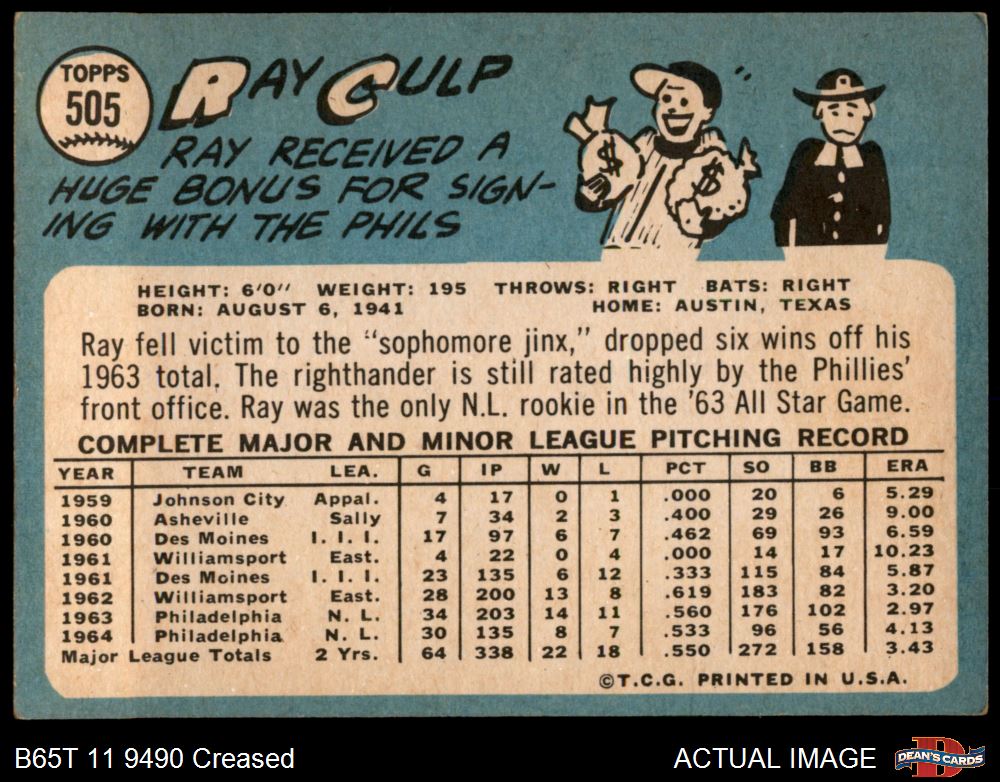 TOPPS
505
RAY CULP
RAY RECEIVED A
HUGE BONUS FOR SIGN-
ING WITH THE PHILS
$ $
HEIGHT: 6'0" WEIGHT: 195 THROWS: RIGHT BATS: RIGHT
BORN: AUGUST 6, 1941 HOME: AUSTIN, TEXAS
Ray fell victim to the "sophomore jinx," dropped six wins off his
1963 total. The righthander is still rated highly by the Phillies'
front office. Ray was the only N.L. rookie in the '63 All Star Game.
COMPLETE MAJOR AND MINOR LEAGUE PITCHING RECORD
YEAR TEAM LEA. G IP W L PCT SO BB ERA
1959 Johnson City Appal. 4 17 0 1 .000 20 6 5.29
1960 Asheville Sally 7 34 2 3 .400 29 26 9.00
1960 Des Moines I. I. I. 17 97 6 7 .462 69 93 6.59
1961 Williamsport East. 4 22 0 4 .000 14 17 10.23
1961 Des Moines I. I. I. 23 135 6 12 .333 115 84 5.87
1962 Williamsport East. 28 200 13 8 .619 183 82 3.20
1963 Philadelphia N. L. 34 203 14 11 .560 176 102 2.97
1964 Philadelphia N. L. 30 135 8 7 .533 96 56 4.13
Major League Totals 2 Yrs. 64 338 22 18 .550 272 158 3.43
©T.C.G. PRINTED IN U.S.A.
B65T 11 9490 Creased ACTUAL IMAGE D DEAN'S CARDS